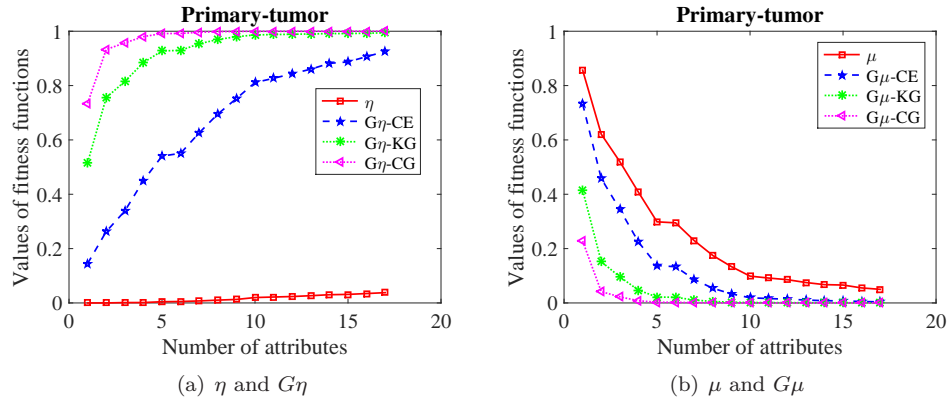 Primary-tumor
Values of fitness functions
1
0.8
0.6
0.4
0.2
0
0 5 10 15 20
Number of attributes
η
Gη-CE
Gη-KG
Gη-CG
(a) η and Gη
Primary-tumor
Values of fitness functions
1
0.8
0.6
0.4
0.2
0
0 5 10 15 20
Number of attributes
μ
Gμ-CE
Gμ-KG
Gμ-CG
(b) μ and Gμ